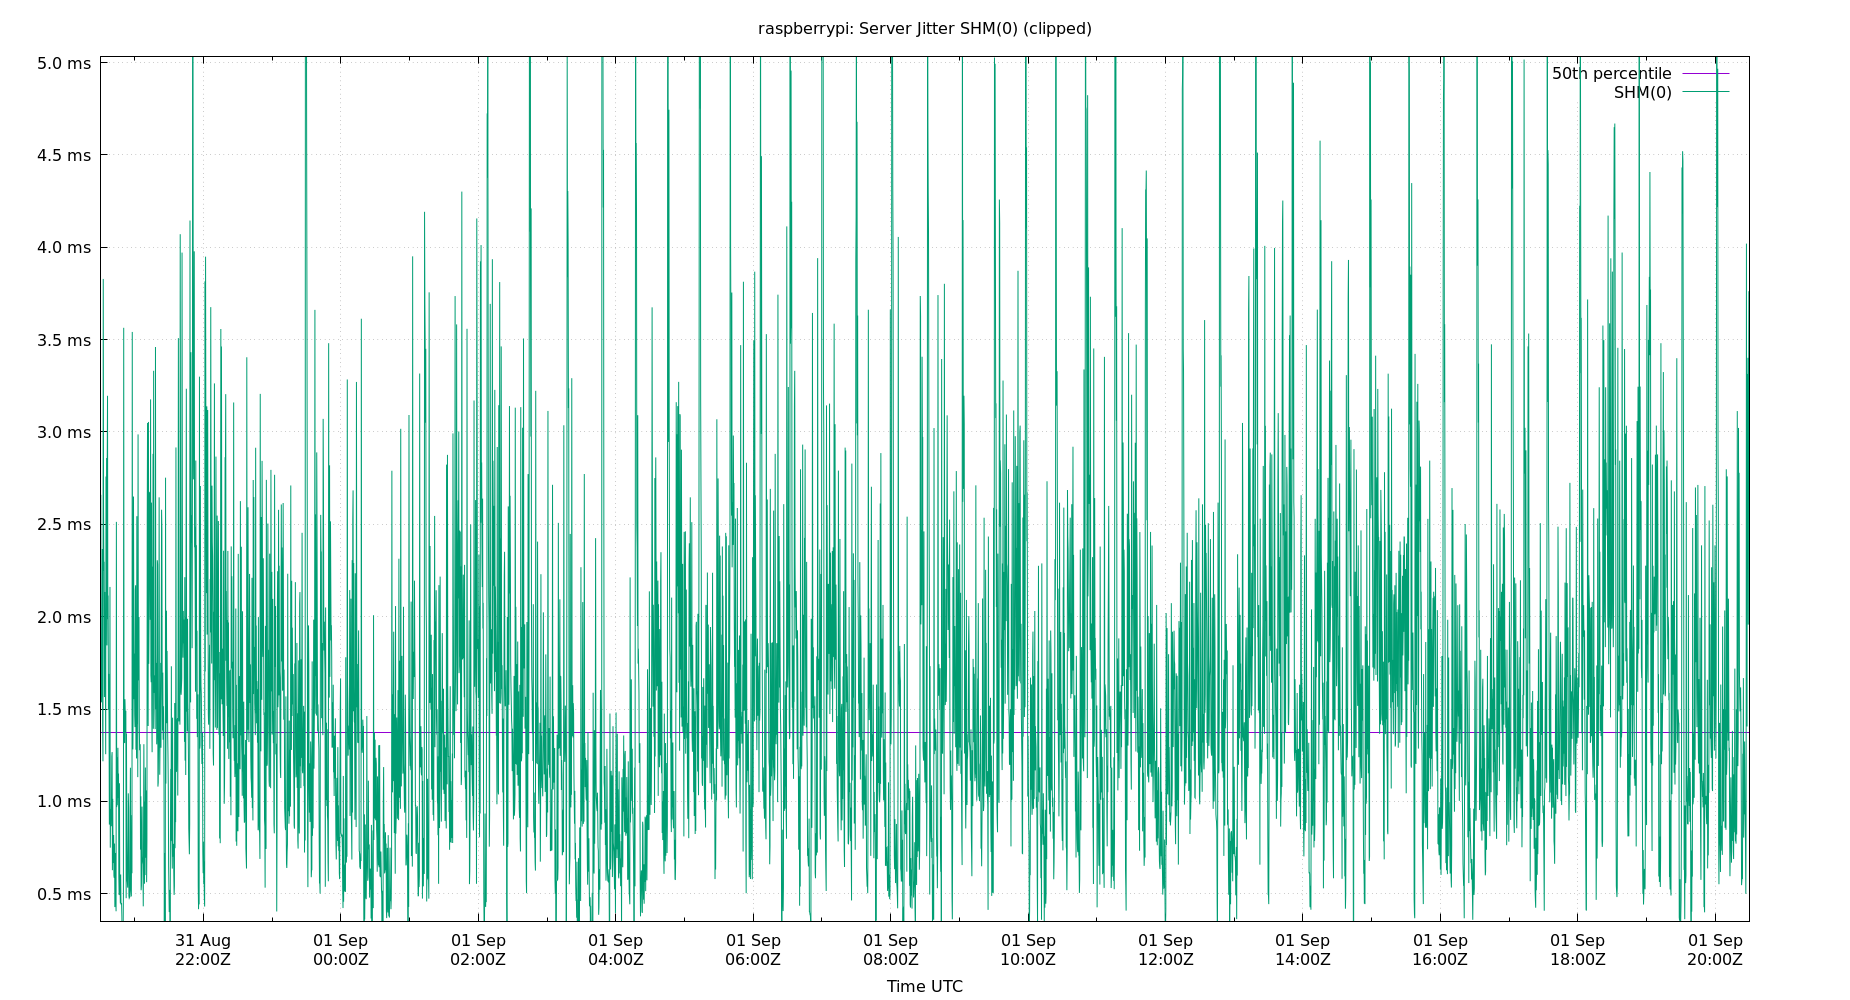 raspberrypi: Server Jitter SHM(0) (clipped)
50th percentile
SHM(0)
5.0 ms
4.5 ms
4.0 ms
3.5 ms
3.0 ms
2.5 ms
2.0 ms
1.5 ms
1.0 ms
0.5 ms
31 Aug 01 Sep 01 Sep 01 Sep 01 Sep 01 Sep 01 Sep 01 Sep 01 Sep 01 Sep 01 Sep 01 Sep
22:00Z 00:00Z 02:00Z 04:00Z 06:00Z 08:00Z 10:00Z 12:00Z 14:00Z 16:00Z 18:00Z 20:00Z
Time UTC